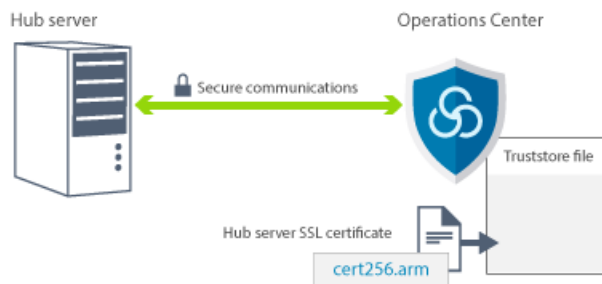 Hub server
Operations Center
Secure communications
Truststore file
Hub server SSL certificate
cert256.arm